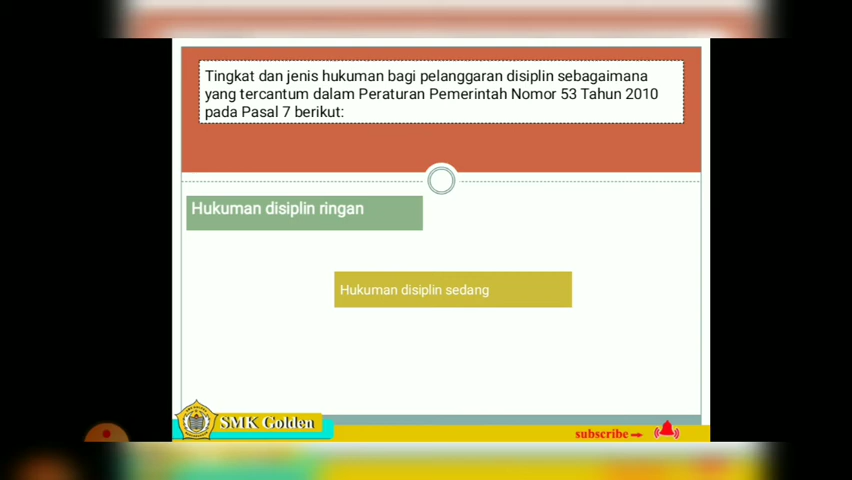 Tingkat dan jenis hukuman bagi pelanggaran disiplin sebagaimana
yang tercantum dalam Peraturan Pemerintah Nomor 53 Tahun 2010
pada Pasal 7 berikut:
Hukuman disiplin ringan
Hukuman disiplin sedang
SMK Golden
subscribe